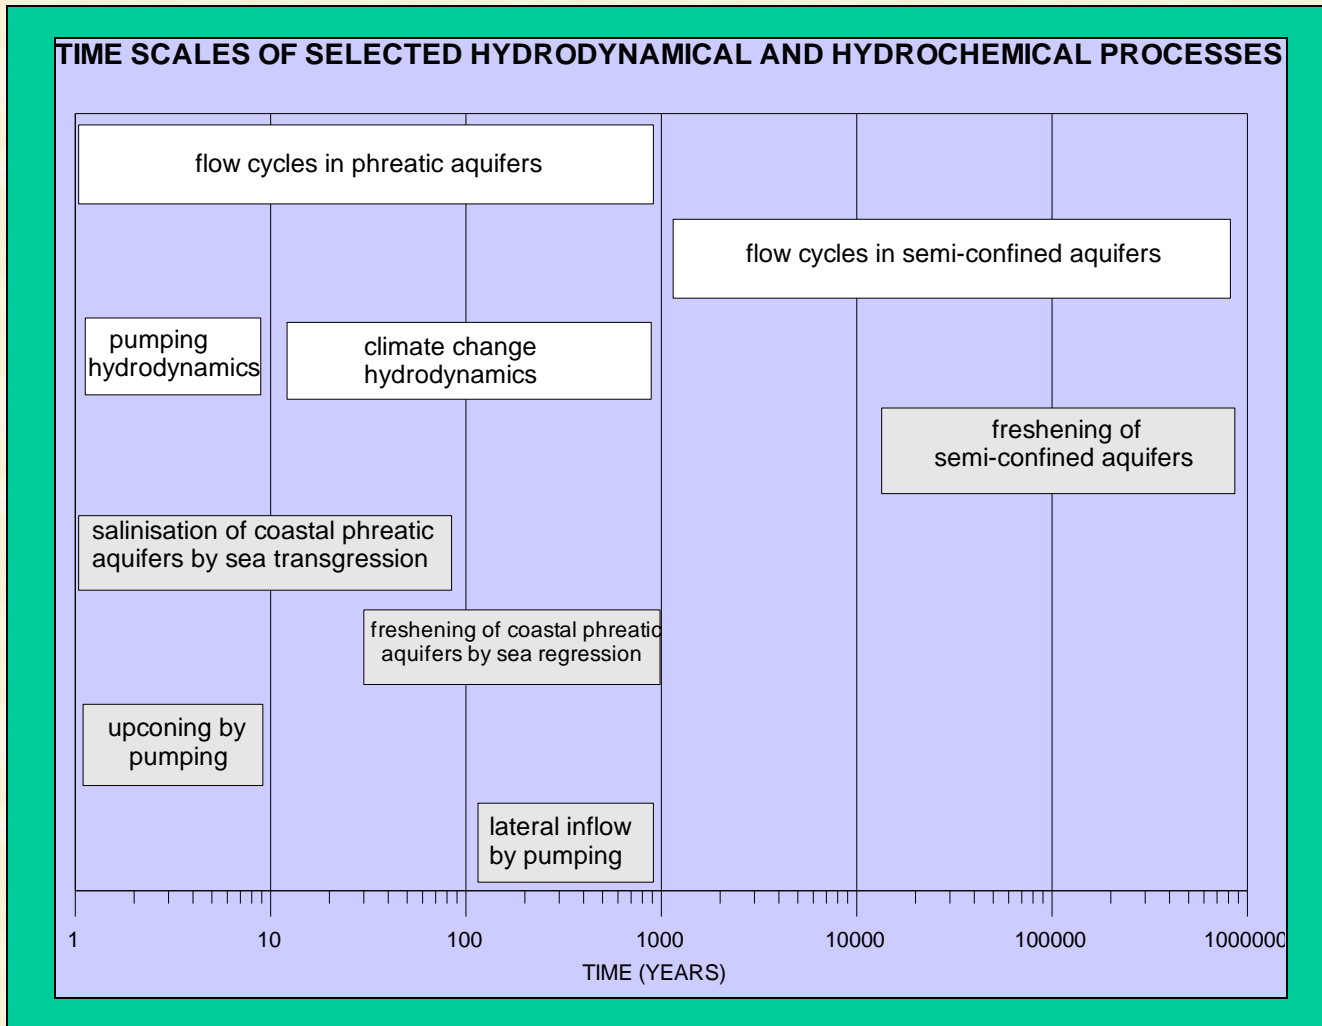 TIME SCALES OF SELECTED HYDRODYNAMICAL AND HYDROCHEMICAL PROCESSES
flow cycles in phreatic aquifers
flow cycles in semi-confined aquifers
pumping
hydrodynamics
climate change
hydrodynamics
freshening of
semi-confined aquifers
salinisation of coastal phreatic
aquifers by sea transgression
freshening of coastal phreatic
aquifers by sea regression
upconing by
pumping
lateral inflow
by pumping
1 10 100 1000 10000 100000 1000000
TIME (YEARS)